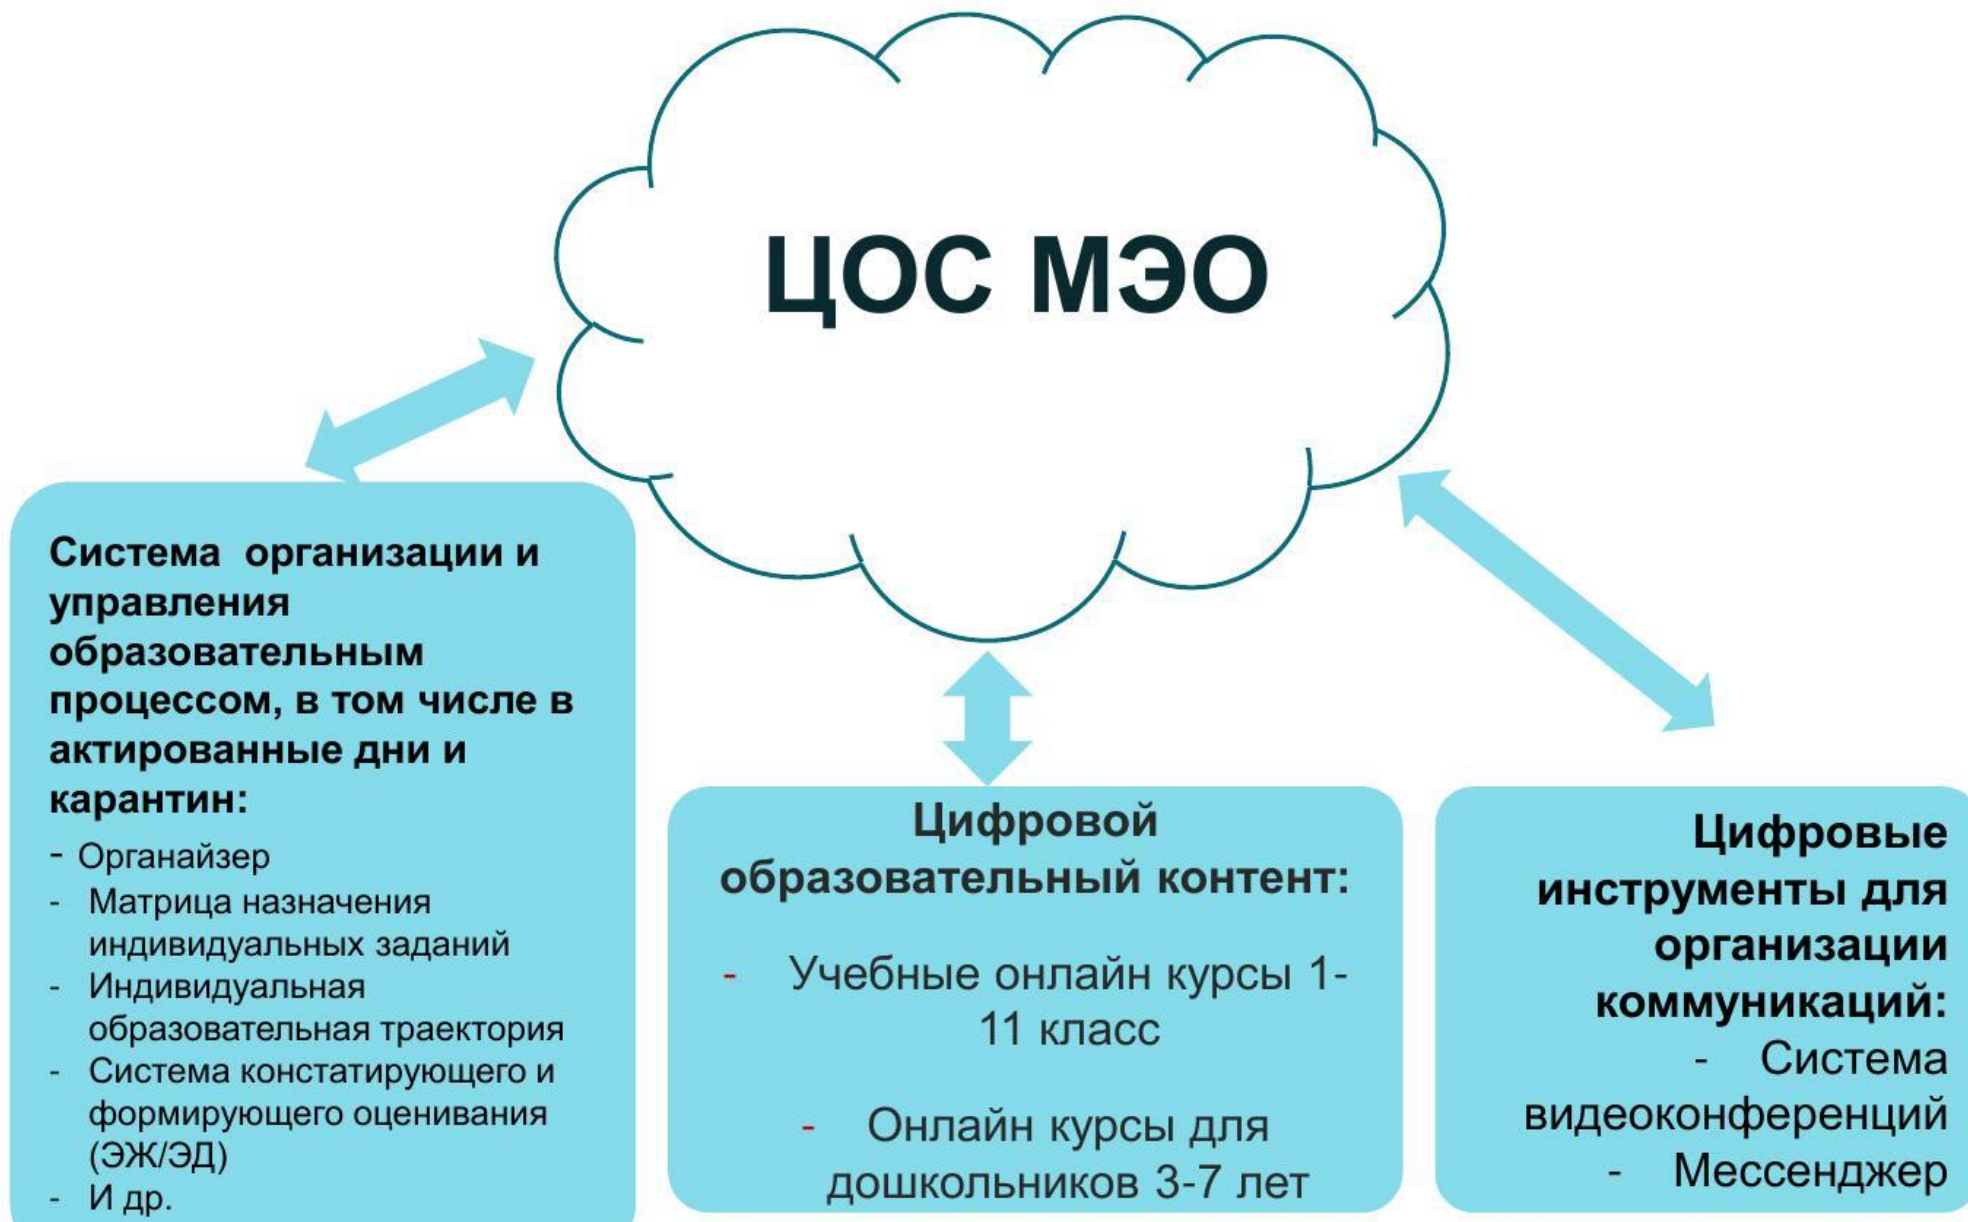 ЦОС МЭО
Система организации и
управления
образовательным
процессом, в том числе в
актированные дни и
карантин:
- Органайзер
- Матрица назначения
индивидуальных заданий
- Индивидуальная
образовательная траектория
- Система констатирующего и
формирующего оценивания
(ЭЖ/ЭД)
- И др.
Цифровой
образовательный контент:
- Учебные онлайн курсы 1-
11 класс
- Онлайн курсы для
дошкольников 3-7 лет
Цифровые
инструменты для
организации
коммуникаций:
- Система
видеоконференций
- Мессенджер